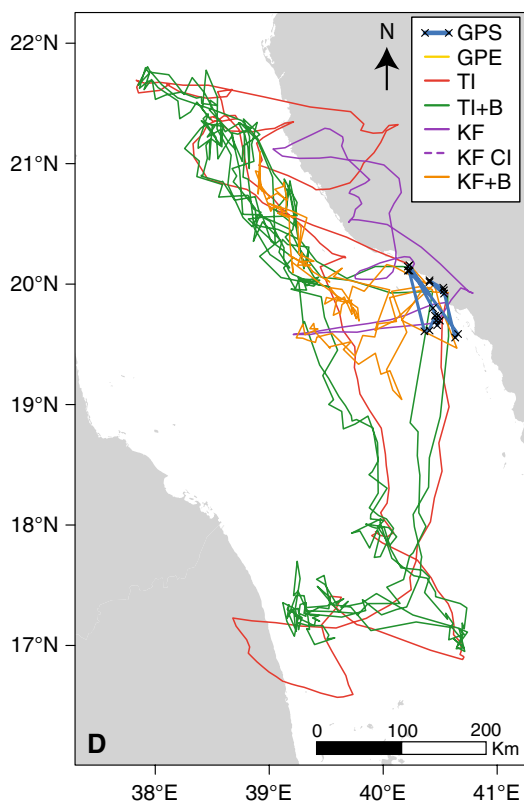 22°N
21°N
20°N
19°N
18°N
17°N
N
GPS
GPE
TI
TI+B
KF
KF CI
KF+B
D
0 100 200
Km
38°E 39°E 40°E 41°E